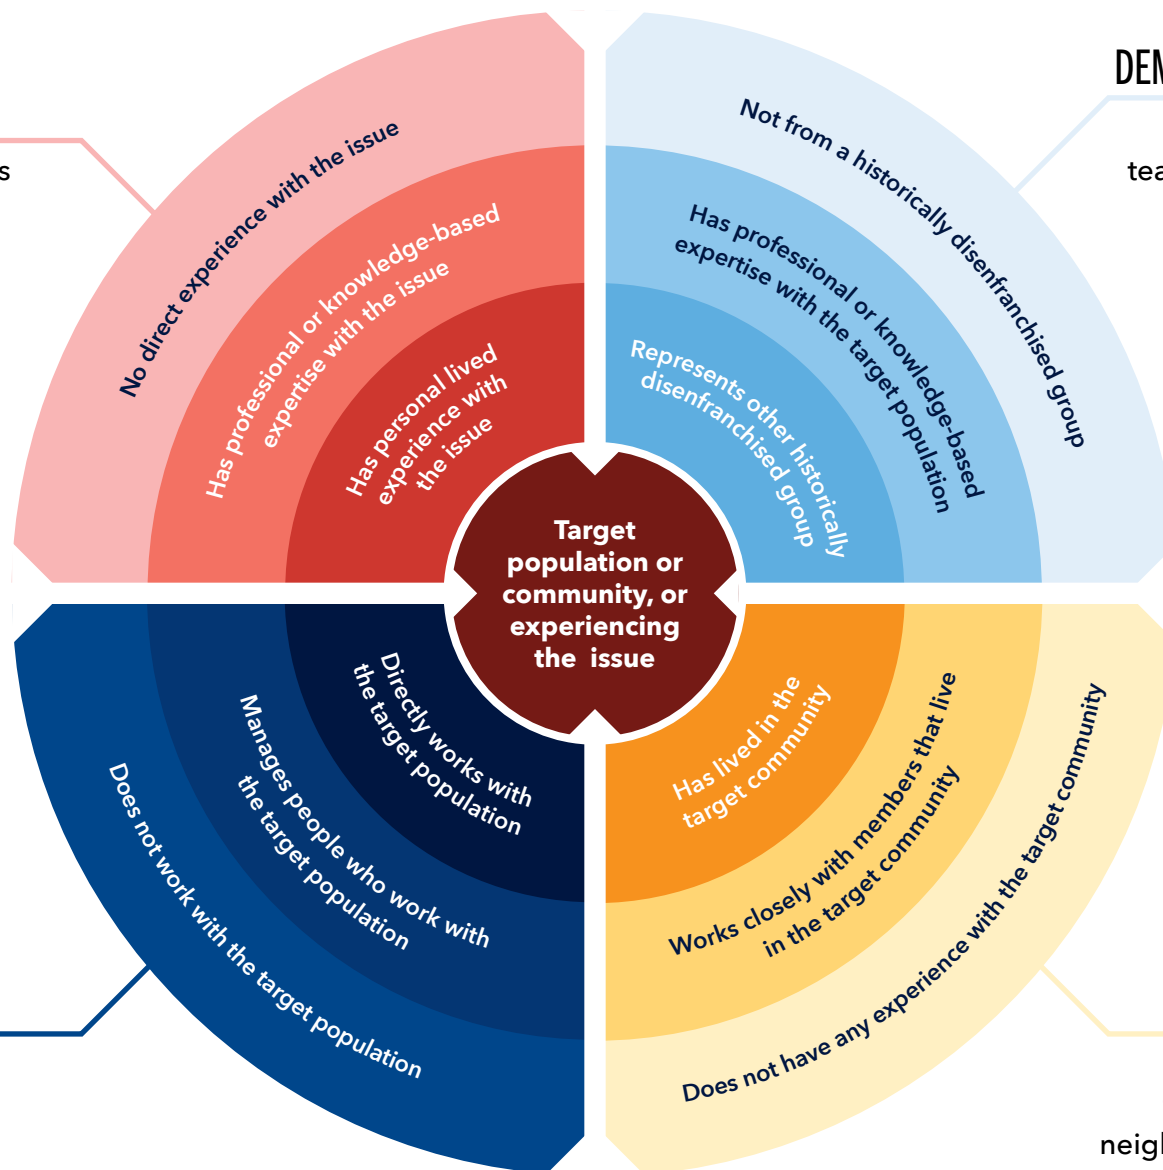 No direct experience with the issue
Has professional or knowledge-based
expertise with the issue
Has personal lived
experience with
the issue
DEM
tea
s
Not from a historically disenfranchised group
Has professional or knowledge-based
expertise with the target population
Represents other historically
disenfranchised group
Target
population or
community, or
experiencing
the issue
Directly works with
the target population
Manages people who work with
the target population
Does not work with the target population
Has lived in the
target community
Works closely with members that live
in the target community
Does not have any experience with the target community
neigh